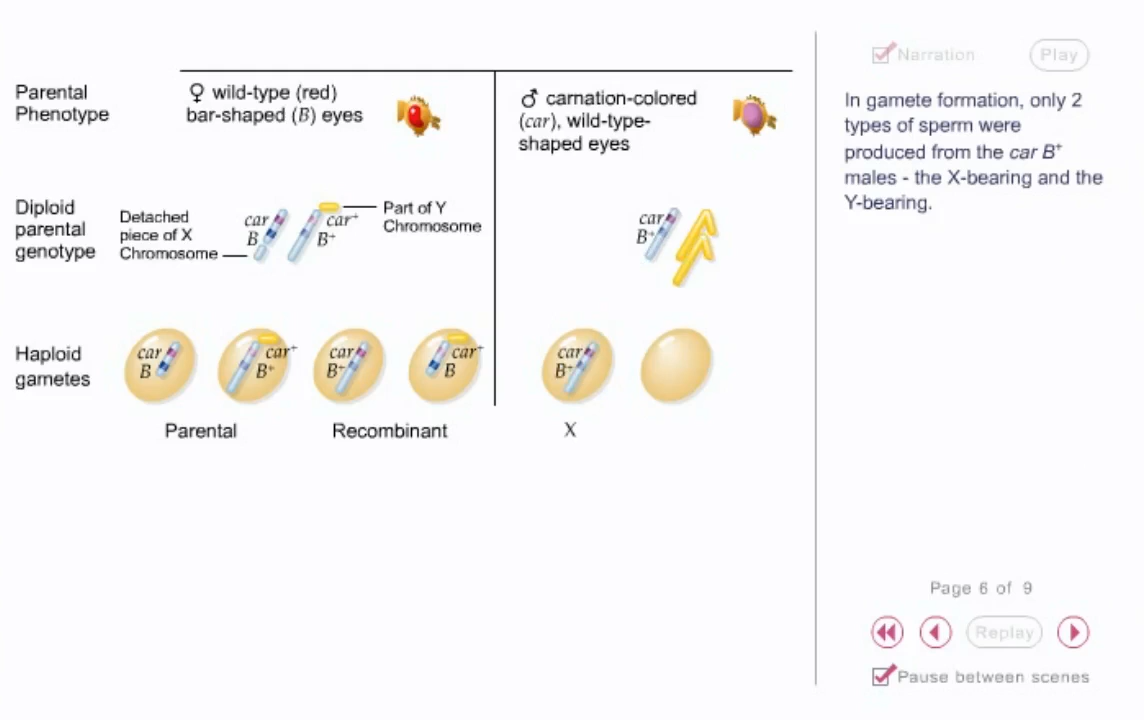 Parental
Phenotype
♀ wild-type (red)
bar-shaped (B) eyes
♂ carnation-colored
(car), wild-type-
shaped eyes
Diploid
parental
genotype
Detached
piece of X
Chromosome
car
B
car⁺
B⁺
Part of Y
Chromosome
car
B⁺
Haploid
gametes
car
B
car⁺
B⁺
car
B⁺
car⁺
B
car
B⁺
Parental
Recombinant
X
Narration
Play
In gamete formation, only 2
types of sperm were
produced from the car B⁺
males - the X-bearing and the
Y-bearing.
Page 6 of 9
Replay
Pause between scenes